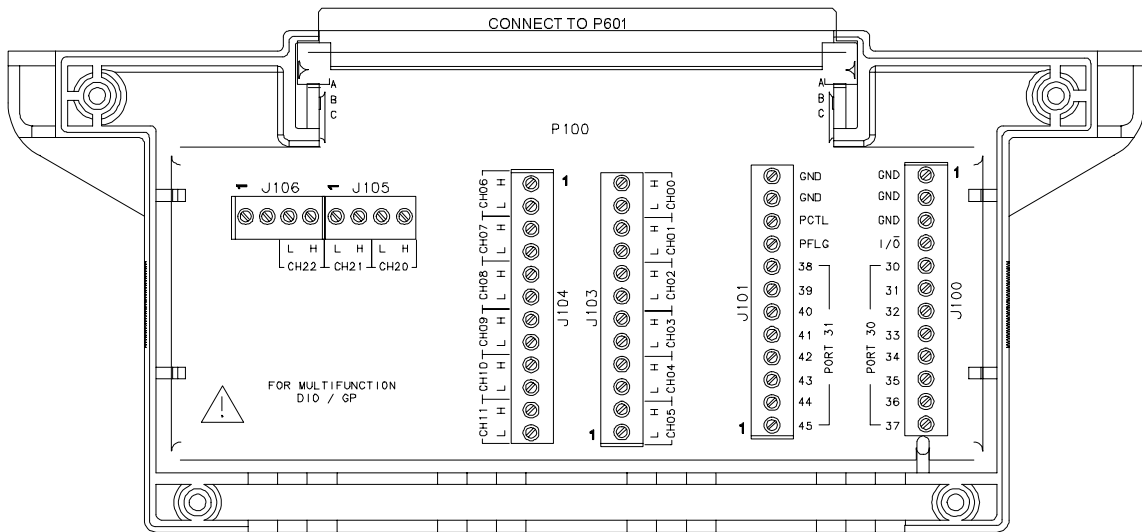 CONNECT TO P601
A
B
C
A
B
C
P100
1 J106 1 J105
L H L H L H
CH22 CH21 CH20
FOR MULTIFUNCTION
DIO / GP
!
CH06 H L
CH07 H L
CH08 H L
CH09 H L
CH10 H L
CH11 H L
1
J104
J103
1
H L CH00
H L CH01
H L CH02
H L CH03
H L CH04
H L CH05
J101
1
GND
GND
PCTL
PFLG
38
39
40
41
42
43
44
45
PORT 31
PORT 30
GND
GND
GND
I/O̅
30
31
32
33
34
35
36
37
1
J100